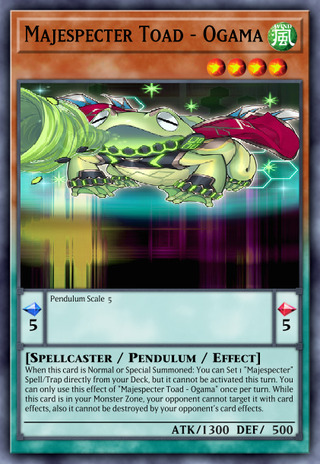 Majespecter Toad - Ogama
WIND
風
Pendulum Scale 5
5
5
[Spellcaster / Pendulum / Effect]
When this card is Normal or Special Summoned: You can Set 1 "Majespecter"
Spell/Trap directly from your Deck, but it cannot be activated this turn. You
can only use this effect of "Majespecter Toad - Ogama" once per turn. While
this card is in your Monster Zone, your opponent cannot target it with card
effects, also it cannot be destroyed by your opponent's card effects.
ATK/1300 DEF/ 500